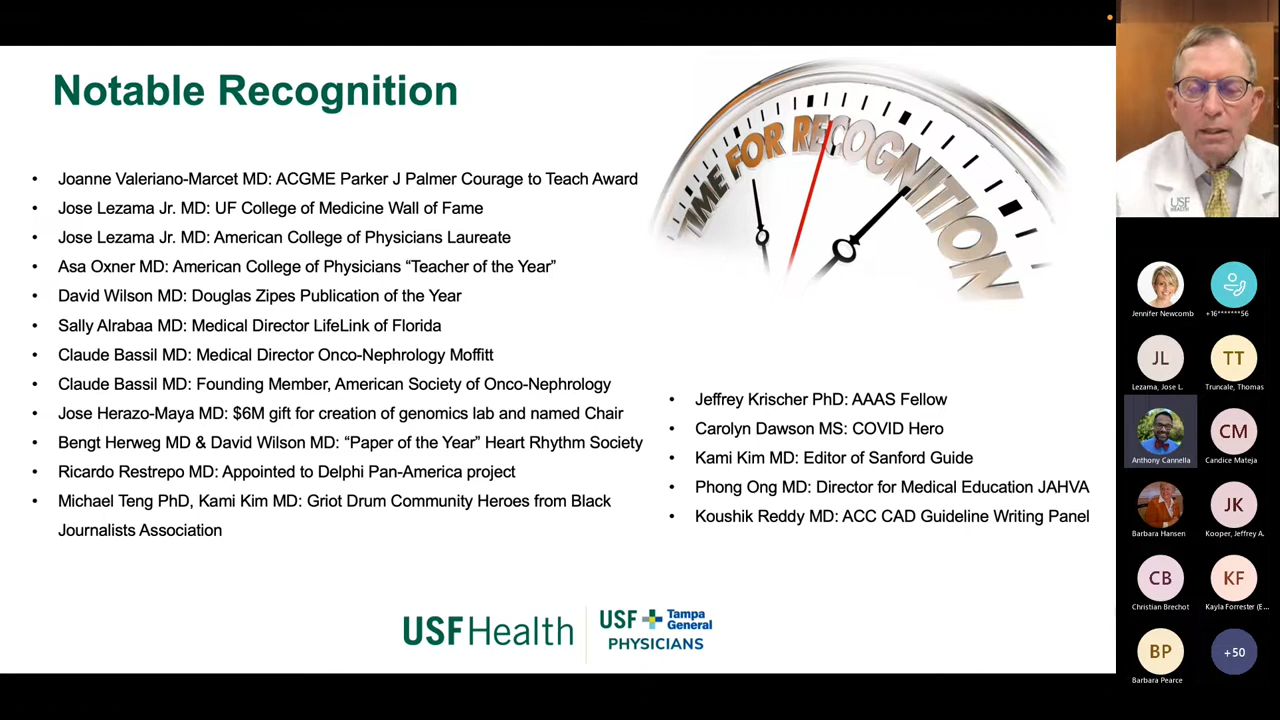 Notable Recognition
TIME FOR RECOGNITION
• Joanne Valeriano-Marcet MD: ACGME Parker J Palmer Courage to Teach Award
• Jose Lezama Jr. MD: UF College of Medicine Wall of Fame
• Jose Lezama Jr. MD: American College of Physicians Laureate
• Asa Oxner MD: American College of Physicians “Teacher of the Year”
• David Wilson MD: Douglas Zipes Publication of the Year
• Sally Alrabaa MD: Medical Director LifeLink of Florida
• Claude Bassil MD: Medical Director Onco-Nephrology Moffitt
• Claude Bassil MD: Founding Member, American Society of Onco-Nephrology
• Jose Herazo-Maya MD: $6M gift for creation of genomics lab and named Chair
• Bengt Herweg MD & David Wilson MD: “Paper of the Year” Heart Rhythm Society
• Ricardo Restrepo MD: Appointed to Delphi Pan-America project
• Michael Teng PhD, Kami Kim MD: Griot Drum Community Heroes from Black
Journalists Association
• Jeffrey Krischer PhD: AAAS Fellow
• Carolyn Dawson MS: COVID Hero
• Kami Kim MD: Editor of Sanford Guide
• Phong Ong MD: Director for Medical Education JAHVA
• Koushik Reddy MD: ACC CAD Guideline Writing Panel
USF Health
USF Tampa
General
PHYSICIANS
USF
HEALTH
Jennifer Newcomb
+16*******56
JL
Lezama, Jose L.
TT
Truncale, Thomas
Anthony Cannella
CM
Candice Mateja
Barbara Hansen
JK
Kooper, Jeffrey A.
CB
Christian Brechot
KF
Kayla Forrester (E...
BP
Barbara Pearce
+50